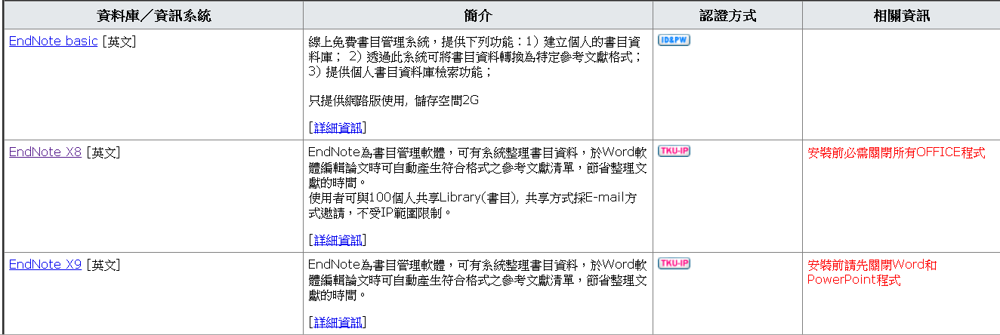 資料庫／資訊系統 簡介 認證方式 相關資訊
EndNote basic [英文]
線上免費書目管理系統，提供下列功能：1) 建立個人的書目資
料庫； 2) 透過此系統可將書目資料轉換為特定參考文獻格式；
3) 提供個人書目資料庫檢索功能；
只提供網路版使用, 儲存空間2G
[詳細資訊]
ID&PW
EndNote X8 [英文]
EndNote為書目管理軟體，可有系統整理書目資料，於Word軟
體編輯論文時可自動產生符合格式之參考文獻清單，節省整理文
獻的時間。
使用者可與100個人共享Library(書目), 共享方式採E-mail方
式邀請，不受IP範圍限制。
[詳細資訊]
TKU-IP
安裝前必需關閉所有OFFICE程式
EndNote X9 [英文]
EndNote為書目管理軟體，可有系統整理書目資料，於Word軟
體編輯論文時可自動產生符合格式之參考文獻清單，節省整理文
獻的時間。
[詳細資訊]
TKU-IP
安裝前請先關閉Word和
PowerPoint程式